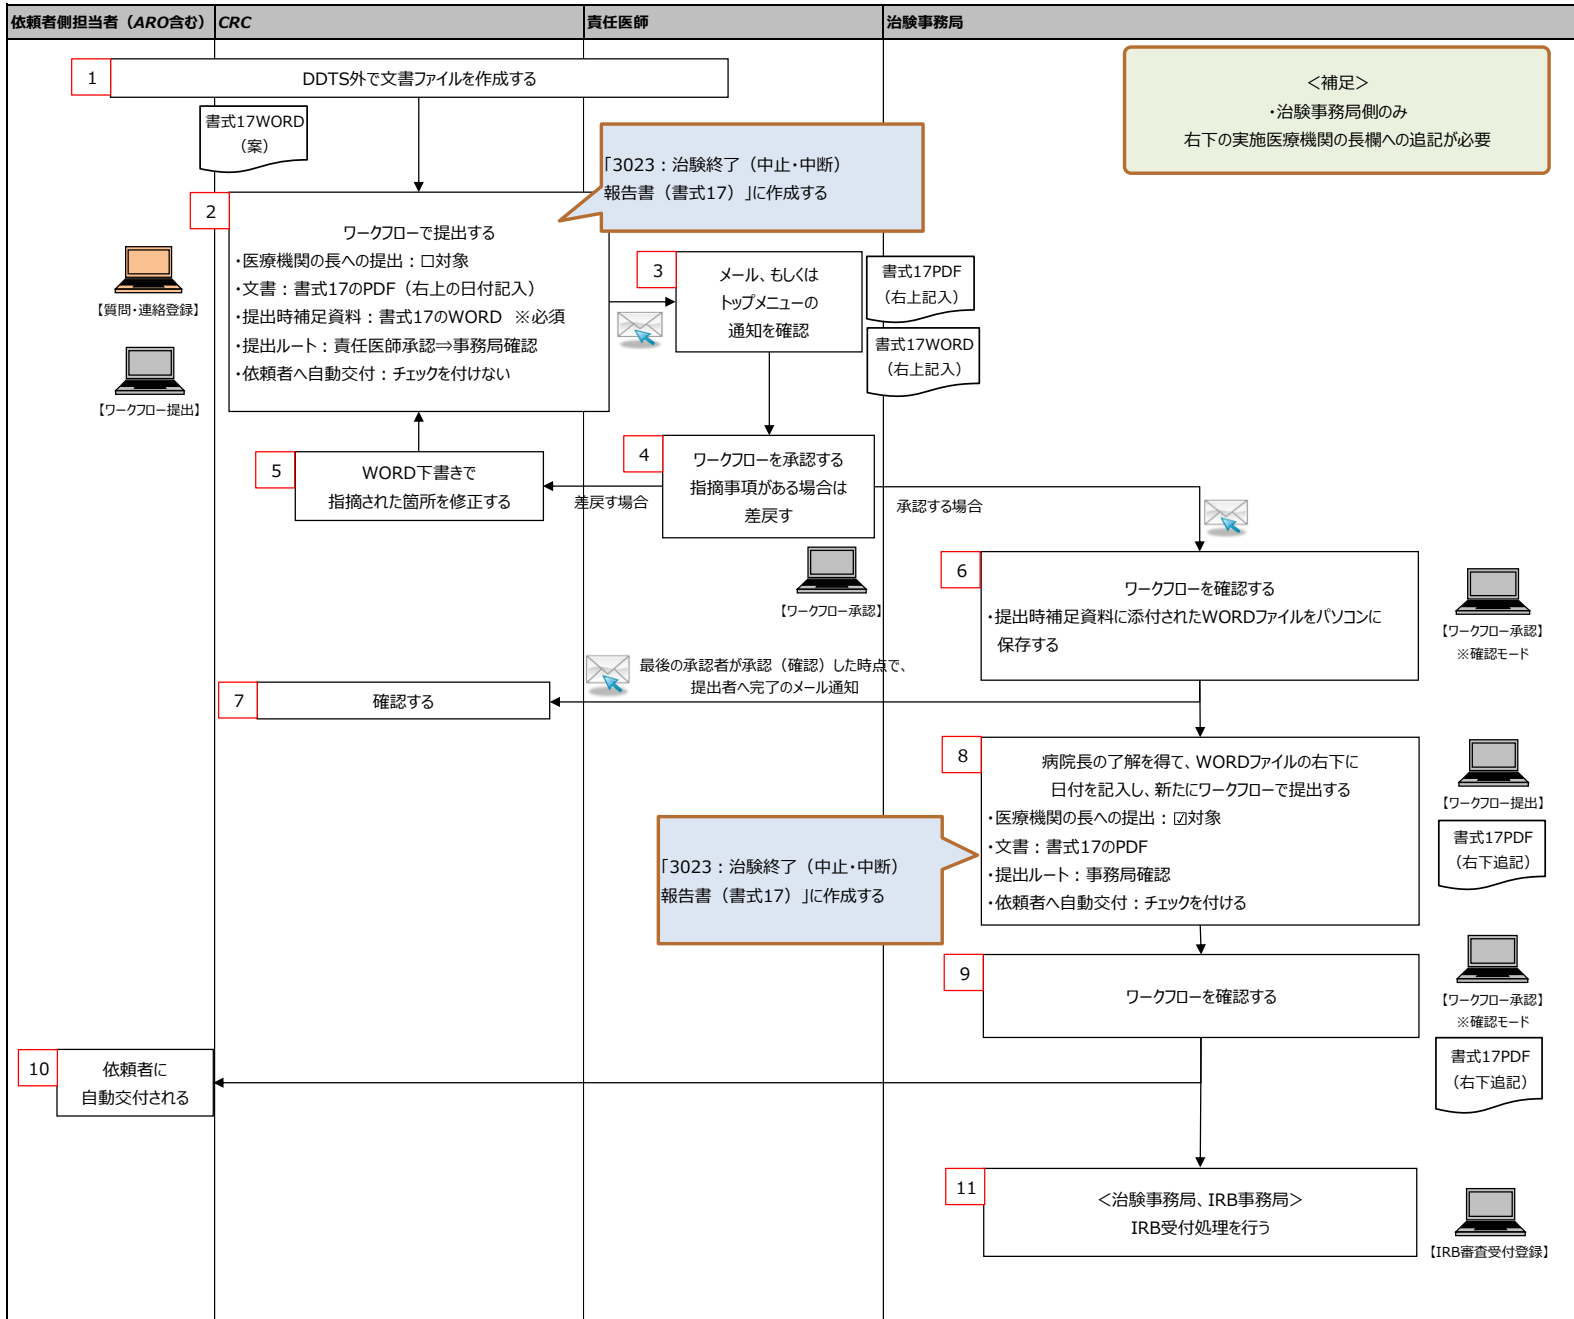 依頼者側担当者（ARO含む）
CRC
責任医師
治験事務局
1
DDTS外で文書ファイルを作成する
＜補足＞
・治験事務局側のみ
右下の実施医療機関の長欄への追記が必要
書式17WORD
（案）
「3023：治験終了（中止・中断）
報告書（書式17）」に作成する
2
ワークフローで提出する
・医療機関の長への提出：☐対象
・文書：書式17のPDF（右上の日付記入）
・提出時補足資料：書式17のWORD　※必須
・提出ルート：責任医師承認⇒事務局確認
・依頼者へ自動交付：チェックを付けない
【質問・連絡登録】
【ワークフロー提出】
3
メール、もしくは
トップメニューの
通知を確認
書式17PDF
（右上記入）
書式17WORD
（右上記入）
4
ワークフローを承認する
指摘事項がある場合は
差戻す
5
WORD下書きで
指摘された箇所を修正する
差戻す場合
承認する場合
【ワークフロー承認】
6
ワークフローを確認する
・提出時補足資料に添付されたWORDファイルをパソコンに
保存する
【ワークフロー承認】
※確認モード
最後の承認者が承認（確認）した時点で、
提出者へ完了のメール通知
7
確認する
8
病院長の了解を得て、WORDファイルの右下に
日付を記入し、新たにワークフローで提出する
・医療機関の長への提出：☑対象
・文書：書式17のPDF
・提出ルート：事務局確認
・依頼者へ自動交付：チェックを付ける
【ワークフロー提出】
書式17PDF
（右下追記）
「3023：治験終了（中止・中断）
報告書（書式17）」に作成する
9
ワークフローを確認する
【ワークフロー承認】
※確認モード
書式17PDF
（右下追記）
10
依頼者に
自動交付される
11
＜治験事務局、IRB事務局＞
IRB受付処理を行う
【IRB審査受付登録】